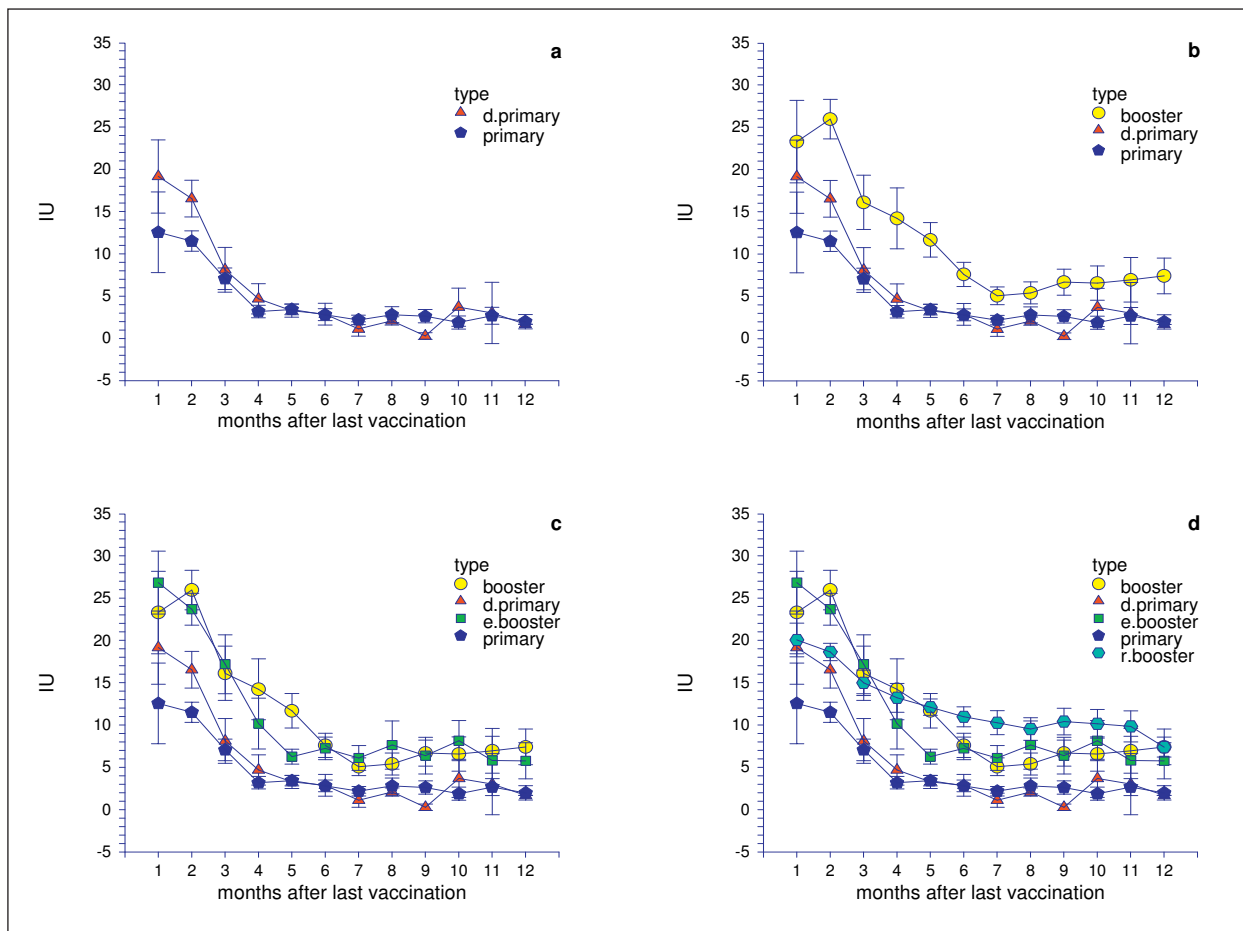 a
35
30
25
20
15
10
5
0
-5
IU
type
d.primary
primary
1 2 3 4 5 6 7 8 9 10 11 12
months after last vaccination
b
35
30
25
20
15
10
5
0
-5
IU
type
booster
d.primary
primary
1 2 3 4 5 6 7 8 9 10 11 12
months after last vaccination
c
35
30
25
20
15
10
5
0
-5
IU
type
booster
d.primary
e.booster
primary
1 2 3 4 5 6 7 8 9 10 11 12
months after last vaccination
d
35
30
25
20
15
10
5
0
-5
IU
type
booster
d.primary
e.booster
primary
r.booster
1 2 3 4 5 6 7 8 9 10 11 12
months after last vaccination